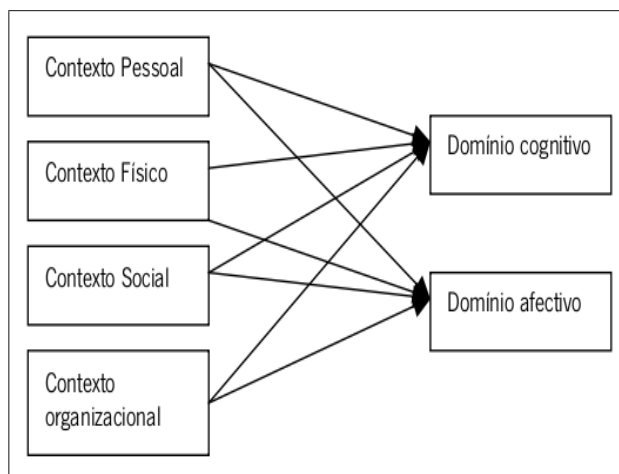 Contexto Pessoal
Contexto Físico
Contexto Social
Contexto
organizacional
Domínio cognitivo
Domínio afectivo